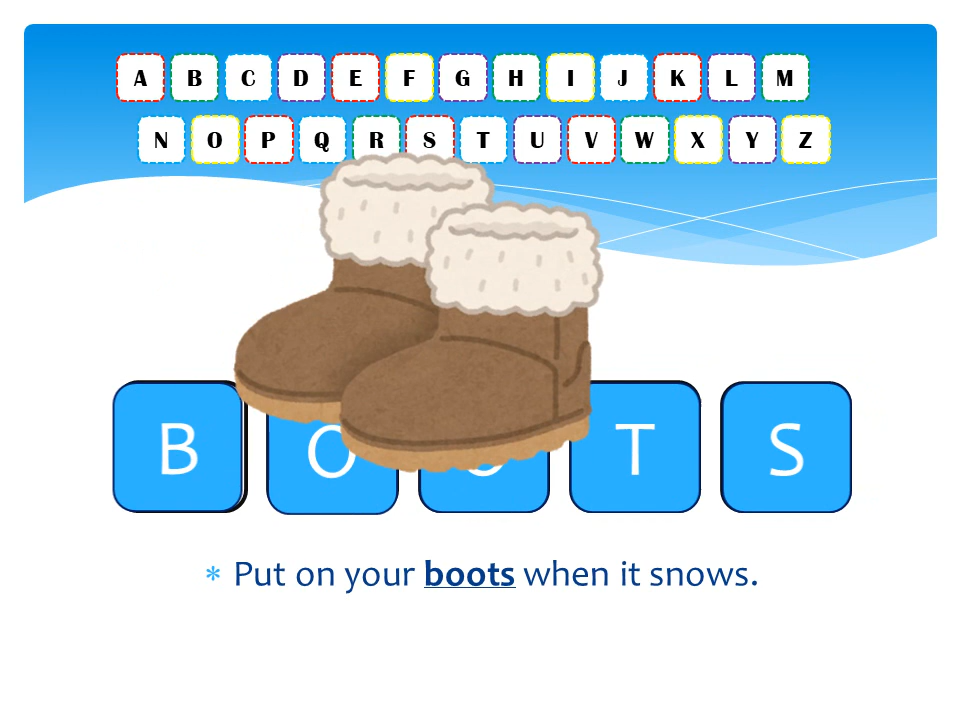 A B C D E F G H I J K L M
N O P Q R S T U V W X Y Z
B O O T S
* Put on your boots when it snows.